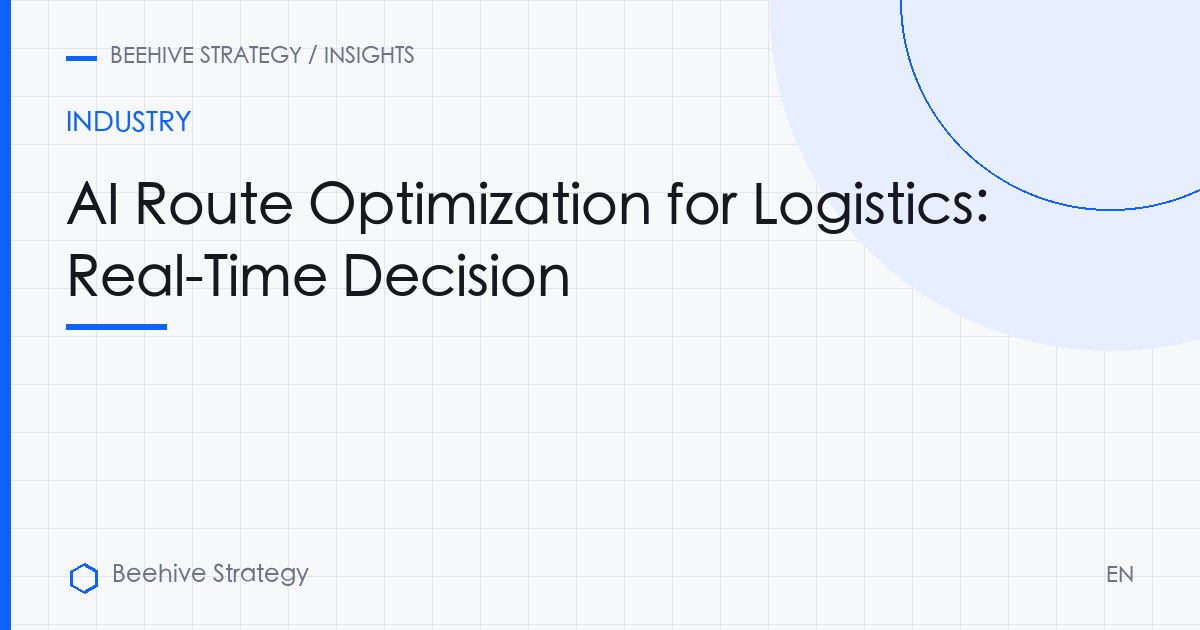 BEEHIVE STRATEGY / INSIGHTS
INDUSTRY
AI Route Optimization for Logistics:
Real-Time Decision
Beehive Strategy
EN